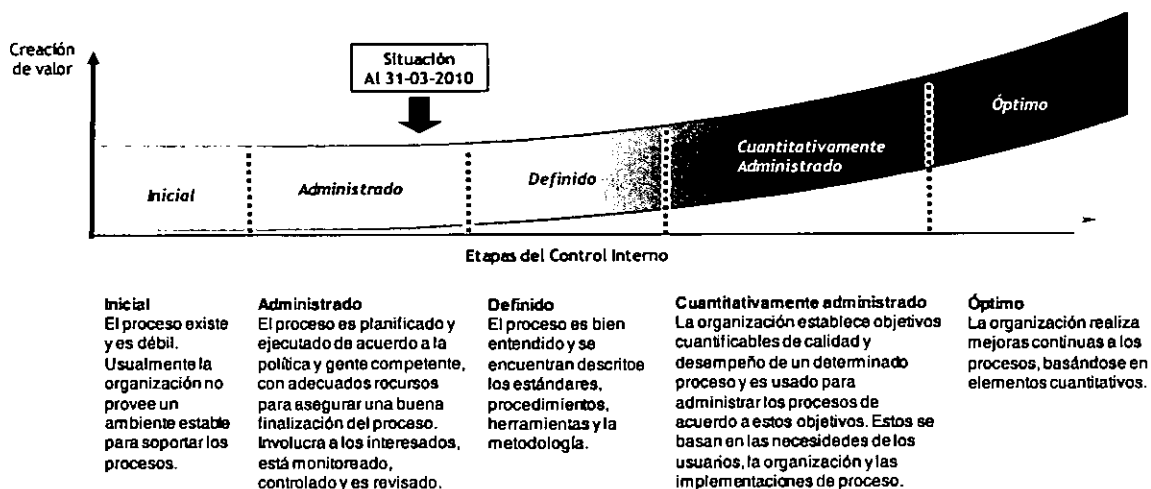 Creación
de valor
Situación
Al 31-03-2010
Inicial
Administrado
Definido
Cuantitativamente
Administrado
Óptimo
Etapas del Control Interno
Inicial
El proceso existe
y es débil.
Usualmente la
organización no
provee un
ambiente estable
para soportar los
procesos.
Administrado
El proceso es planificado y
ejecutado de acuerdo a la
política y gente competente,
con adecuados recursos
para asegurar una buena
finalización del proceso.
Involucra a los interesados,
está monitoreado,
controlado y es revisado.
Definido
El proceso es bien
entendido y se
encuentran descritos
los estándares,
procedimientos,
herramientas y la
metodología.
Cuantitativamente administrado
La organización establece objetivos
cuantificables de calidad y
desempeño de un determinado
proceso y es usado para
administrar los procesos de
acuerdo a estos objetivos. Estos se
basan en las necesidades de los
usuarios, la organización y las
implementaciones de proceso.
Óptimo
La organización realiza
mejoras continuas a los
procesos, basándose en
elementos cuantitativos.